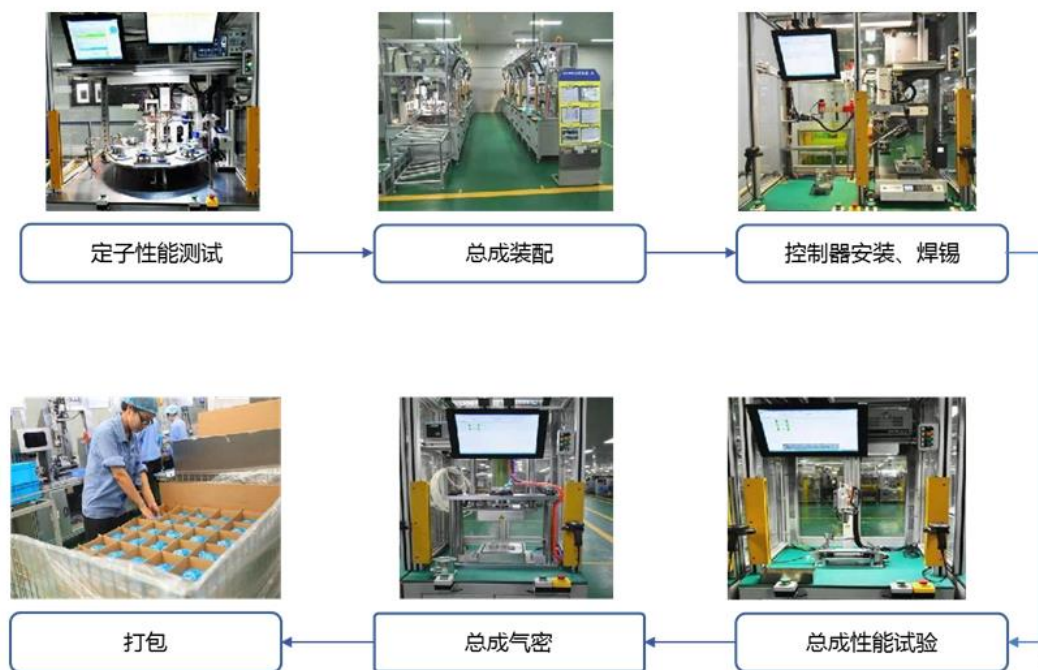 定子性能测试
总成装配
控制器安装、焊锡
总成性能试验
总成气密
打包